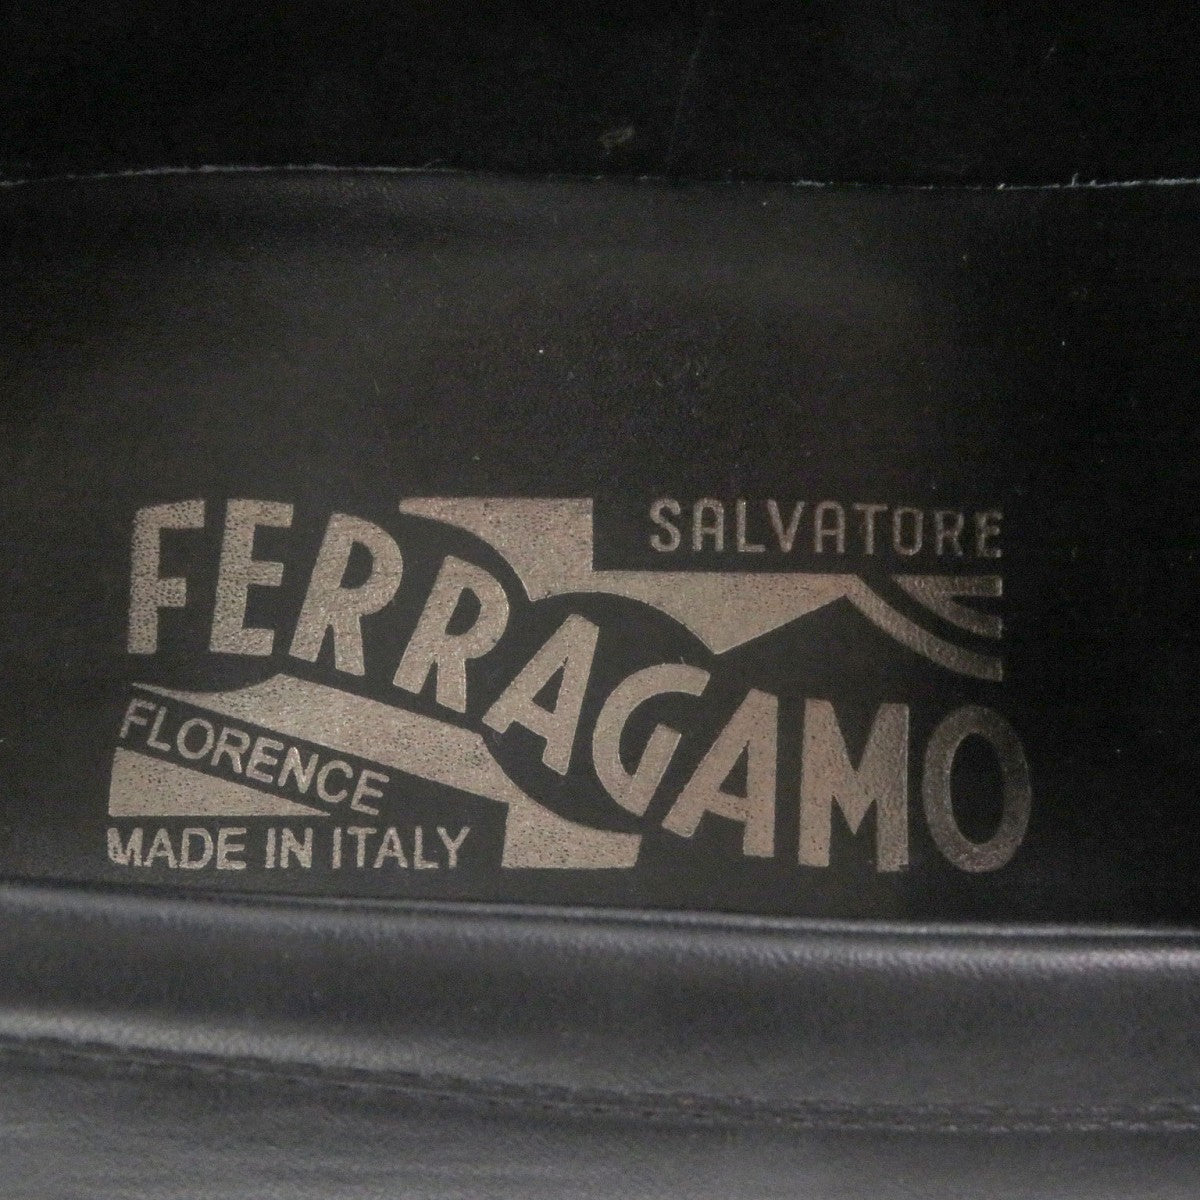 SALVATORE
FERRAGAMO
FLORENCE
MADE IN ITALY